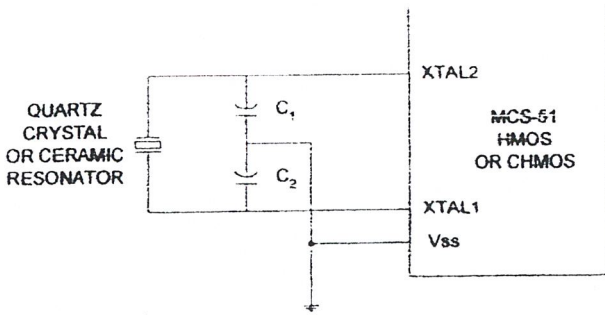 XTAL2
QUARTZ
CRYSTAL
OR CERAMIC
RESONATOR
C1
C2
MCS-51
HMOS
OR CHMOS
XTAL1
Vss